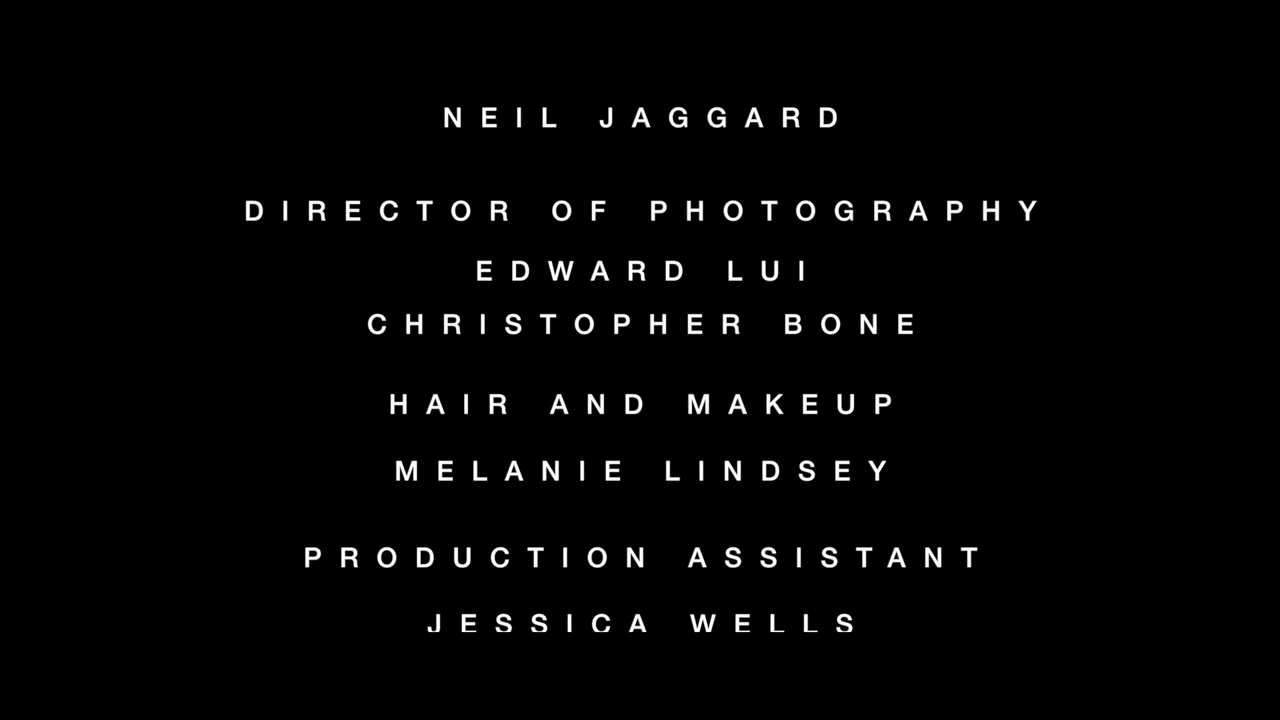 NEIL JAGGARD
DIRECTOR OF PHOTOGRAPHY
EDWARD LUI
CHRISTOPHER BONE
HAIR AND MAKEUP
MELANIE LINDSEY
PRODUCTION ASSISTANT
JESSICA WELLS